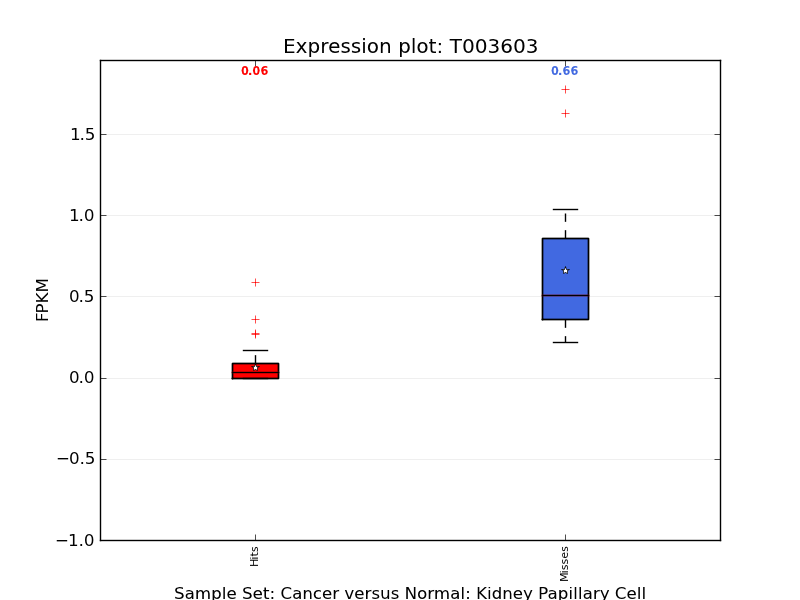 Expression plot: T003603
0.06
0.66
1.5
1.0
0.5
0.0
−0.5
−1.0
FPKM
Hits
Misses
Sample Set: Cancer versus Normal: Kidney Papillary Cell